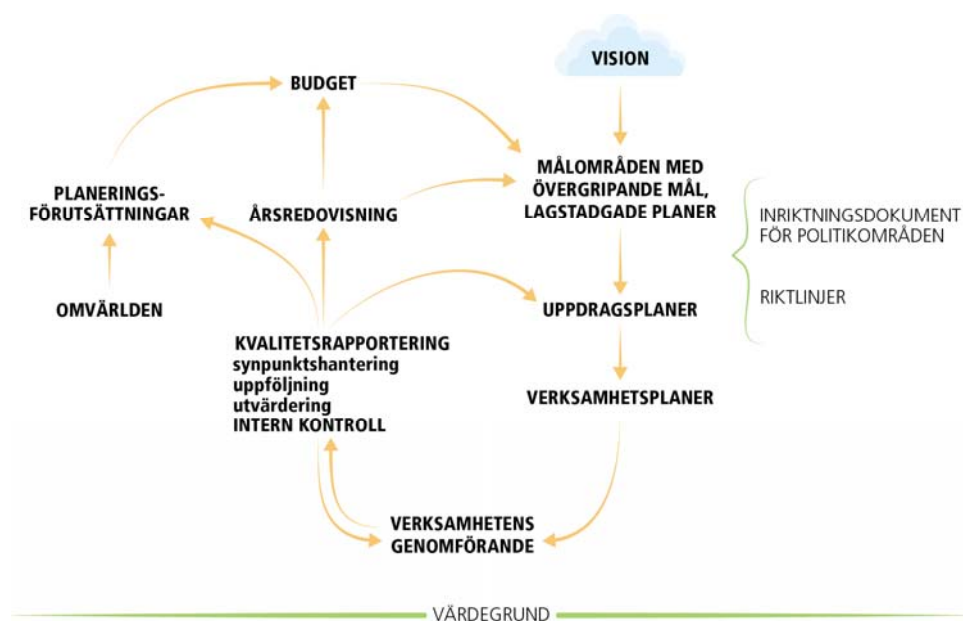 VISION
BUDGET
MÅLOMRÅDEN MED
ÖVERGRIPANDE MÅL,
LAGSTADGADE PLANER
PLANERINGS-
FÖRUTSÄTTNINGAR
ÅRSREDOVISNING
INRIKTNINGSDOKUMENT
FÖR POLITIKOMRÅDEN
RIKTLINJER
OMVÄRLDEN
UPPDRAGSPLANER
KVALITETSRAPPORTERING
synpunktshantering
uppföljning
utvärdering
INTERN KONTROLL
VERKSAMHETSPLANER
VERKSAMHETENS
GENOMFÖRANDE
VÄRDEGRUND